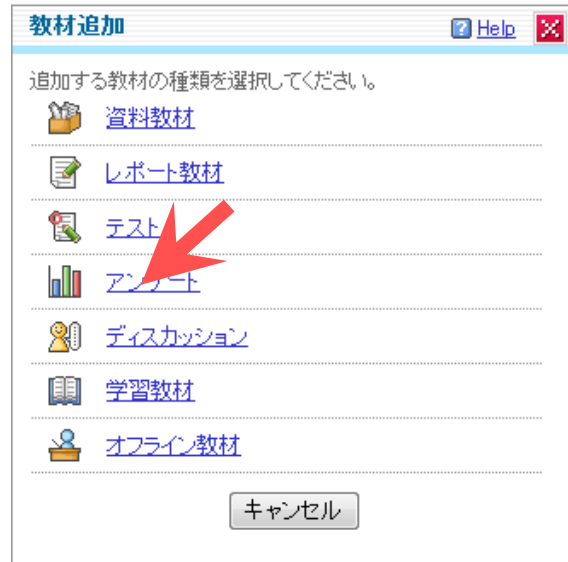 教材追加
Help
追加する教材の種類を選択してください。
資料教材
レポート教材
テスト
アンケート
ディスカッション
学習教材
オフライン教材
キャンセル